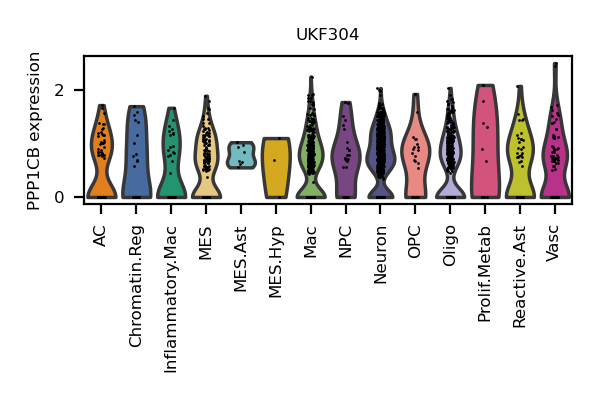 UKF304
PPP1CB expression
2
0
AC
Chromatin.Reg
Inflammatory.Mac
MES
MES.Ast
MES.Hyp
Mac
NPC
Neuron
OPC
Oligo
Prolif.Metab
Reactive.Ast
Vasc